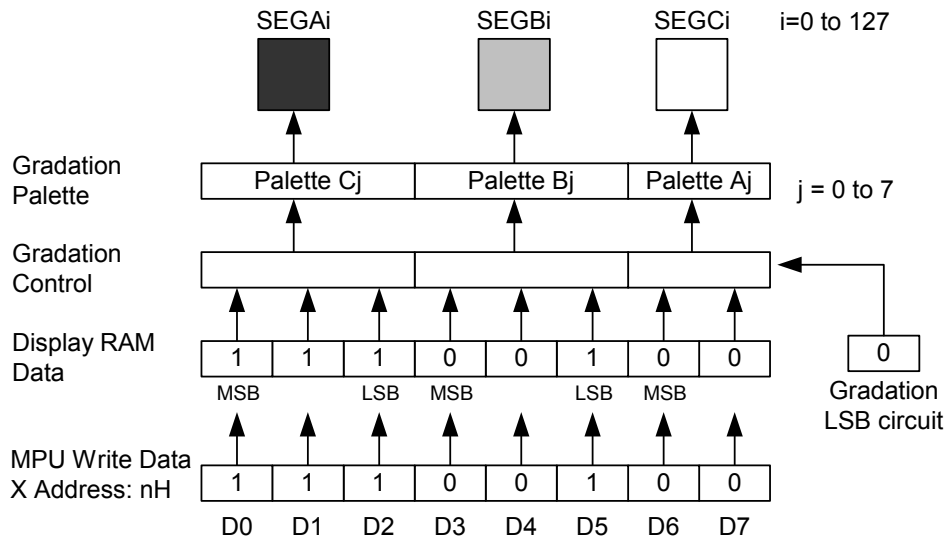 SEGAi SEGBi SEGCi i=0 to 127
Gradation
Palette
Palette Cj Palette Bj Palette Aj j = 0 to 7
Gradation
Control
Display RAM
Data
1 1 1 0 0 1 0 0 0
MSB LSB MSB LSB MSB
Gradation
LSB circuit
MPU Write Data
X Address: nH
1 1 1 0 0 1 0 0
D0 D1 D2 D3 D4 D5 D6 D7